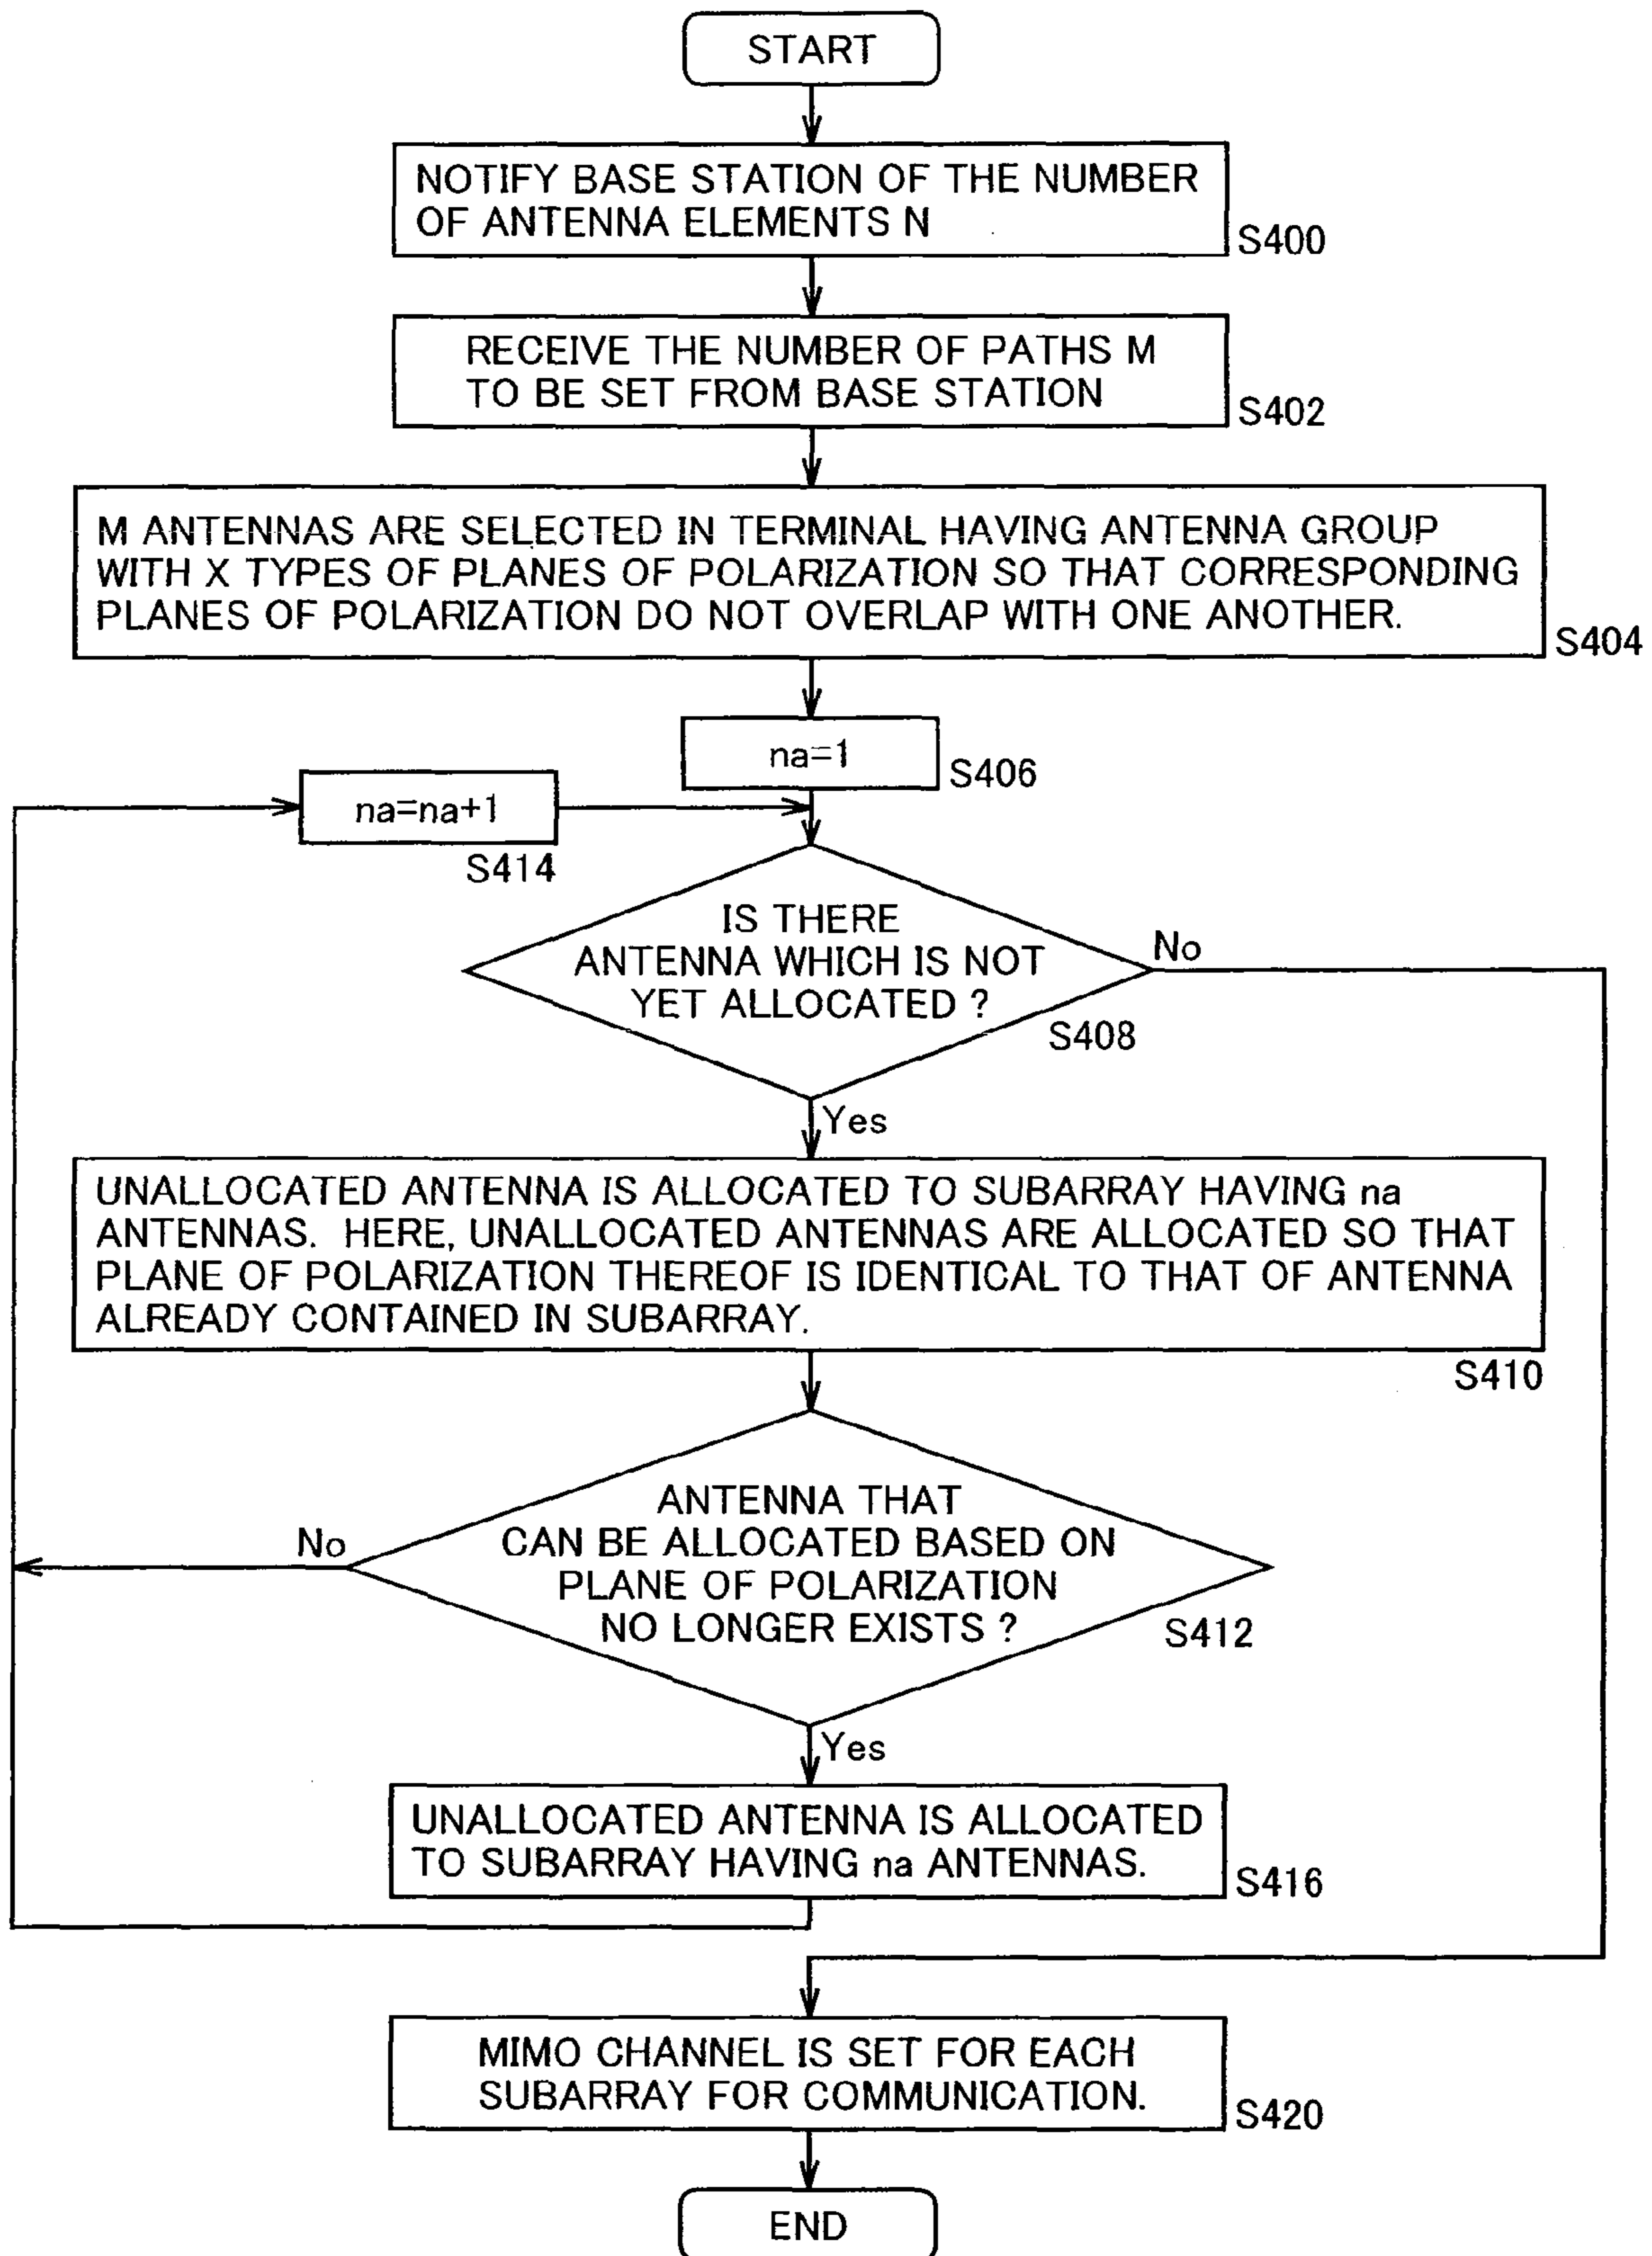 START
NOTIFY BASE STATION OF THE NUMBER
OF ANTENNA ELEMENTS N
S400
RECEIVE THE NUMBER OF PATHS M
TO BE SET FROM BASE STATION
S402
M ANTENNAS ARE SELECTED IN TERMINAL HAVING ANTENNA GROUP
WITH X TYPES OF PLANES OF POLARIZATION SO THAT CORRESPONDING
PLANES OF POLARIZATION DO NOT OVERLAP WITH ONE ANOTHER.
S404
na=1
S406
na=na+1
S414
IS THERE
ANTENNA WHICH IS NOT
YET ALLOCATED ?
S408
No
Yes
UNALLOCATED ANTENNA IS ALLOCATED TO SUBARRAY HAVING na
ANTENNAS. HERE, UNALLOCATED ANTENNAS ARE ALLOCATED SO THAT
PLANE OF POLARIZATION THEREOF IS IDENTICAL TO THAT OF ANTENNA
ALREADY CONTAINED IN SUBARRAY.
S410
ANTENNA THAT
CAN BE ALLOCATED BASED ON
PLANE OF POLARIZATION
NO LONGER EXISTS ?
S412
No
Yes
UNALLOCATED ANTENNA IS ALLOCATED
TO SUBARRAY HAVING na ANTENNAS.
S416
MIMO CHANNEL IS SET FOR EACH
SUBARRAY FOR COMMUNICATION.
S420
END